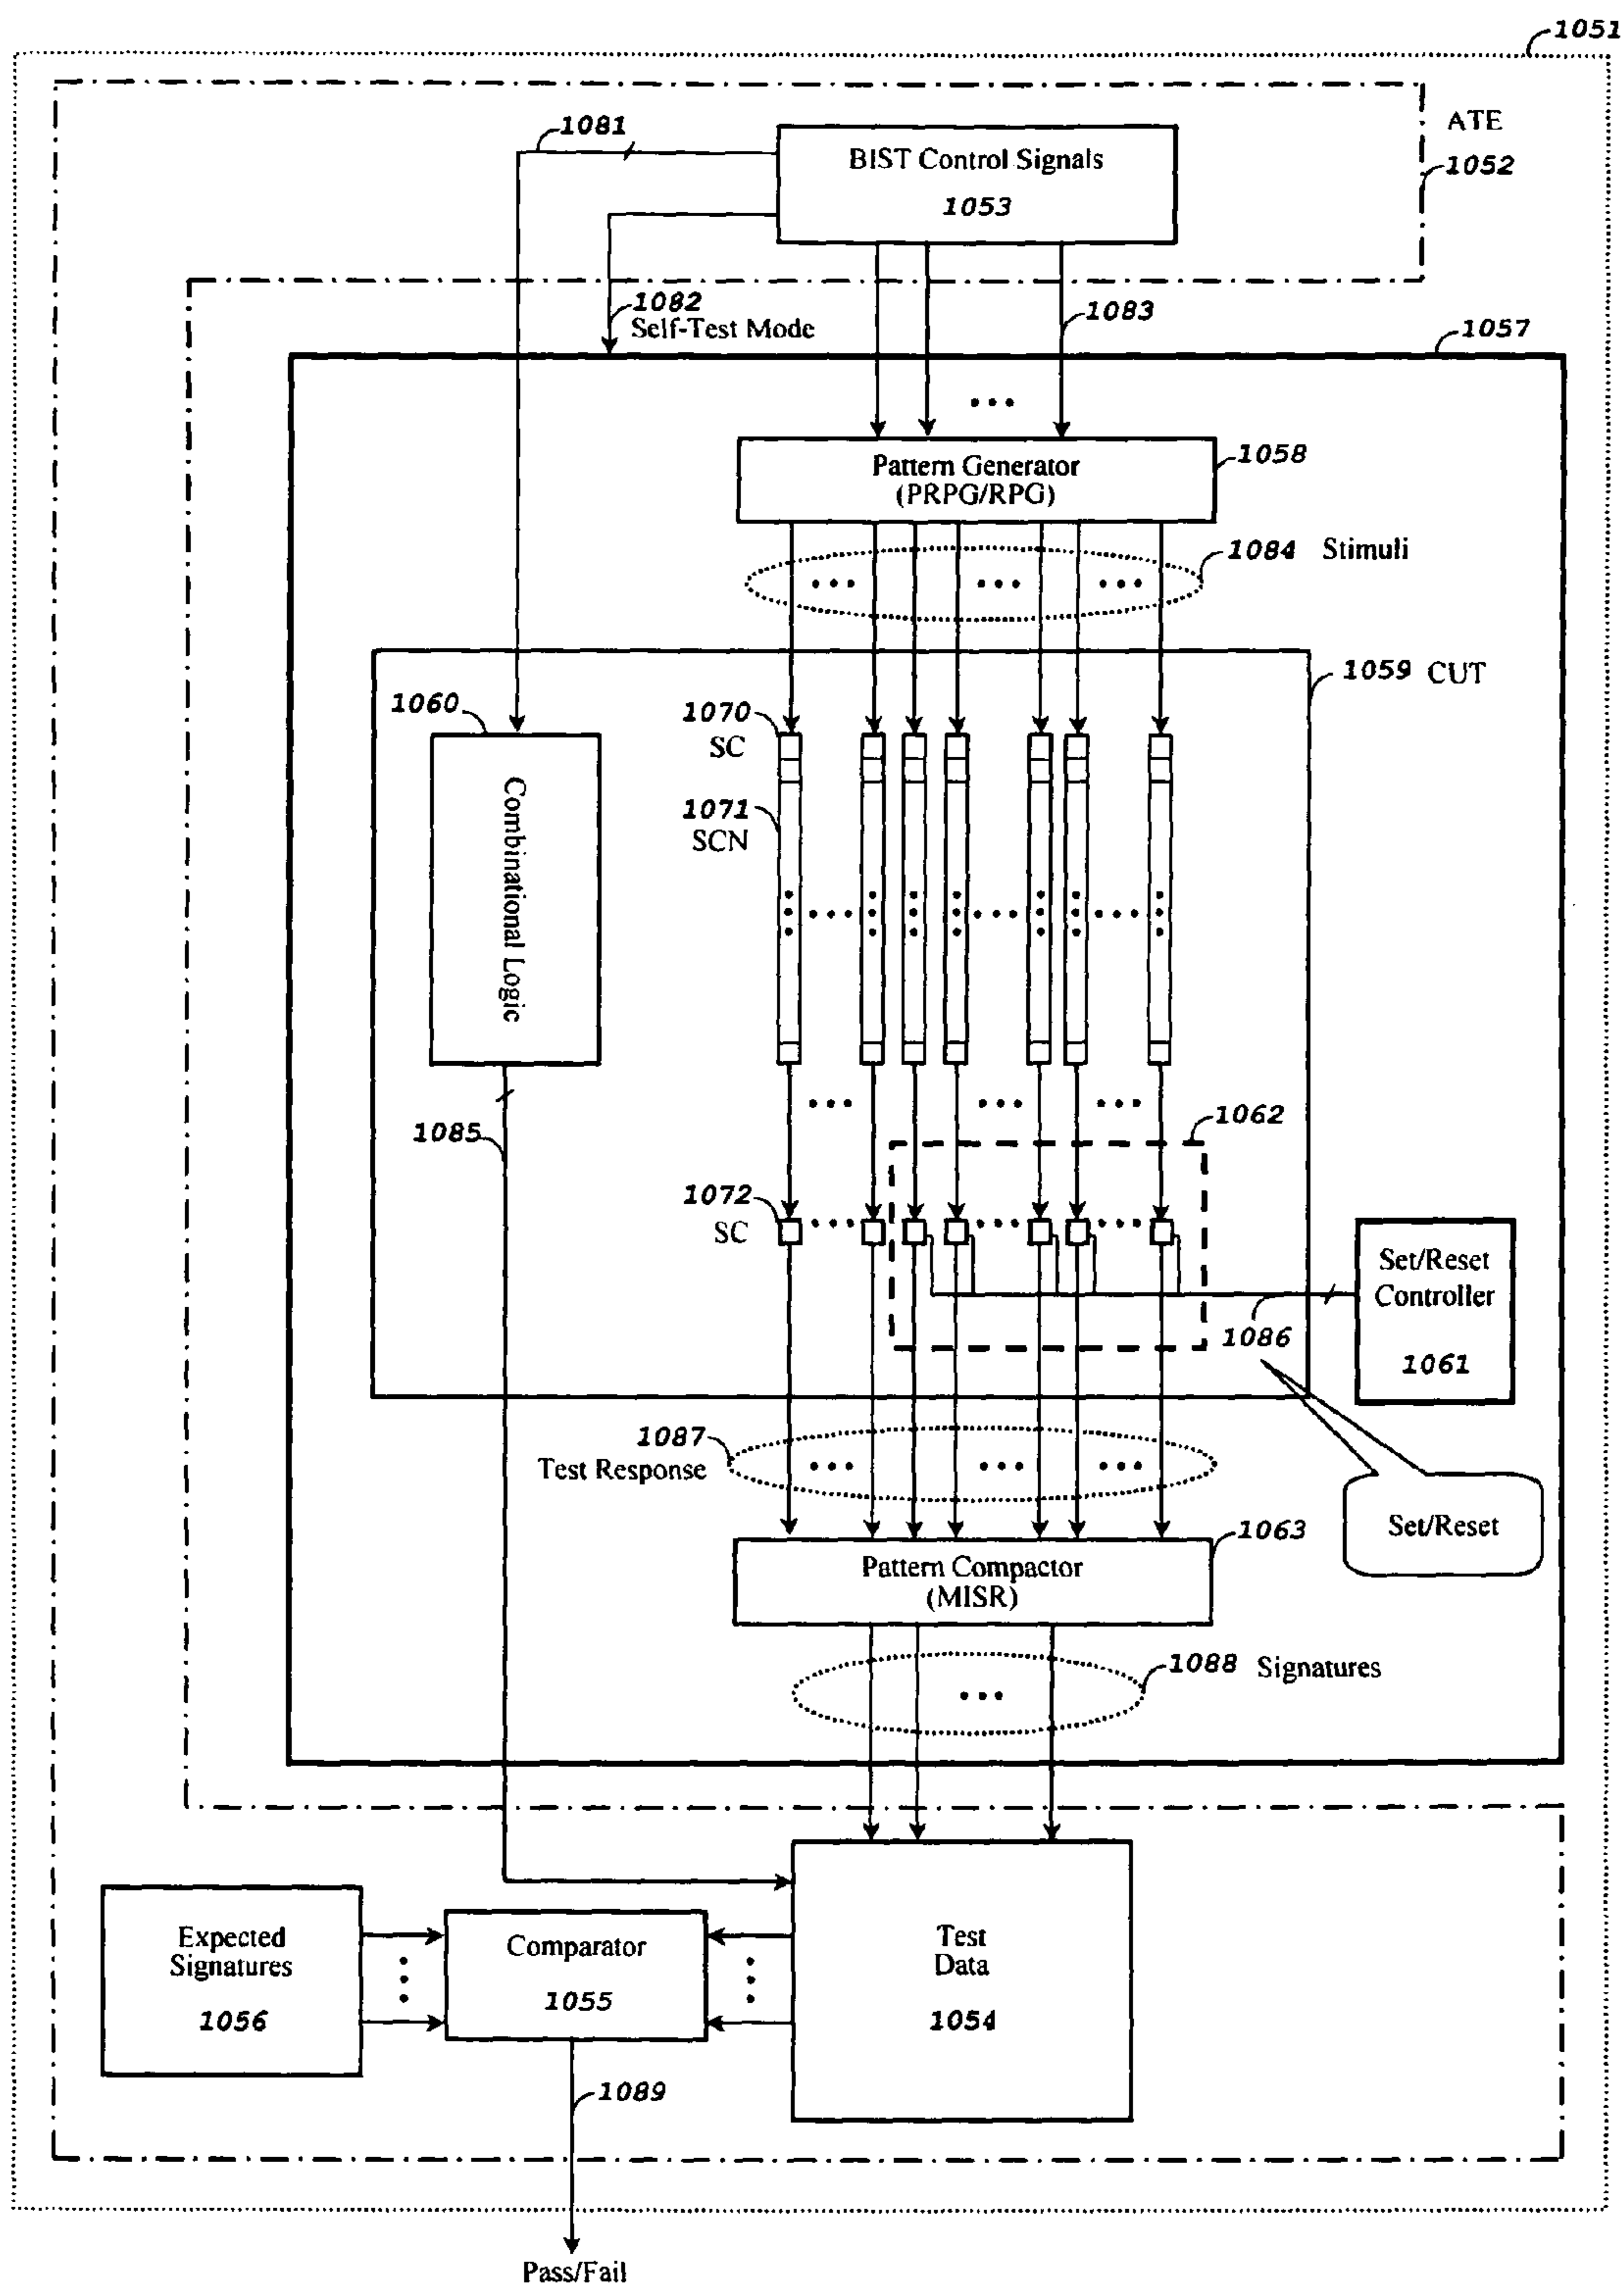 1051
ATE
1052
1081
BIST Control Signals
1053
1082
Self-Test Mode
1083
1057
Pattern Generator
(PRPG/RPG)
1058
1084 Stimuli
1059 CUT
1060
Combinational Logic
1070
SC
1071
SCN
1062
1085
1072
SC
Set/Reset
Controller
1061
1086
1087
Test Response
Set/Reset
1063
Pattern Compactor
(MISR)
1088 Signatures
Expected
Signatures
1056
Comparator
1055
Test
Data
1054
1089
Pass/Fail